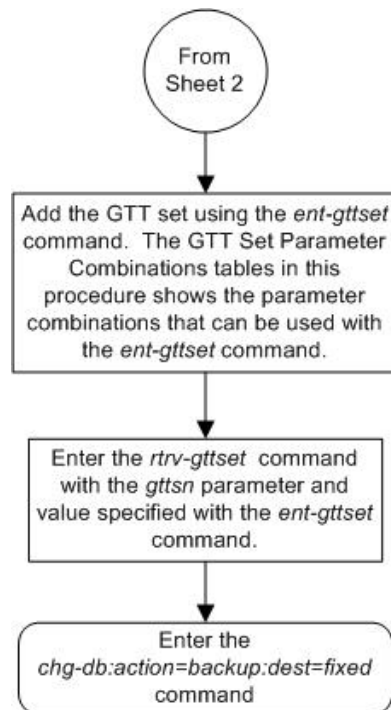 From
Sheet 2
Add the GTT set using the ent-gttset
command. The GTT Set Parameter
Combinations tables in this
procedure shows the parameter
combinations that can be used with
the ent-gttset command.
Enter the rtrv-gttset command
with the gttsn parameter and
value specified with the ent-gttset
command.
Enter the
chg-db:action=backup:dest=fixed
command